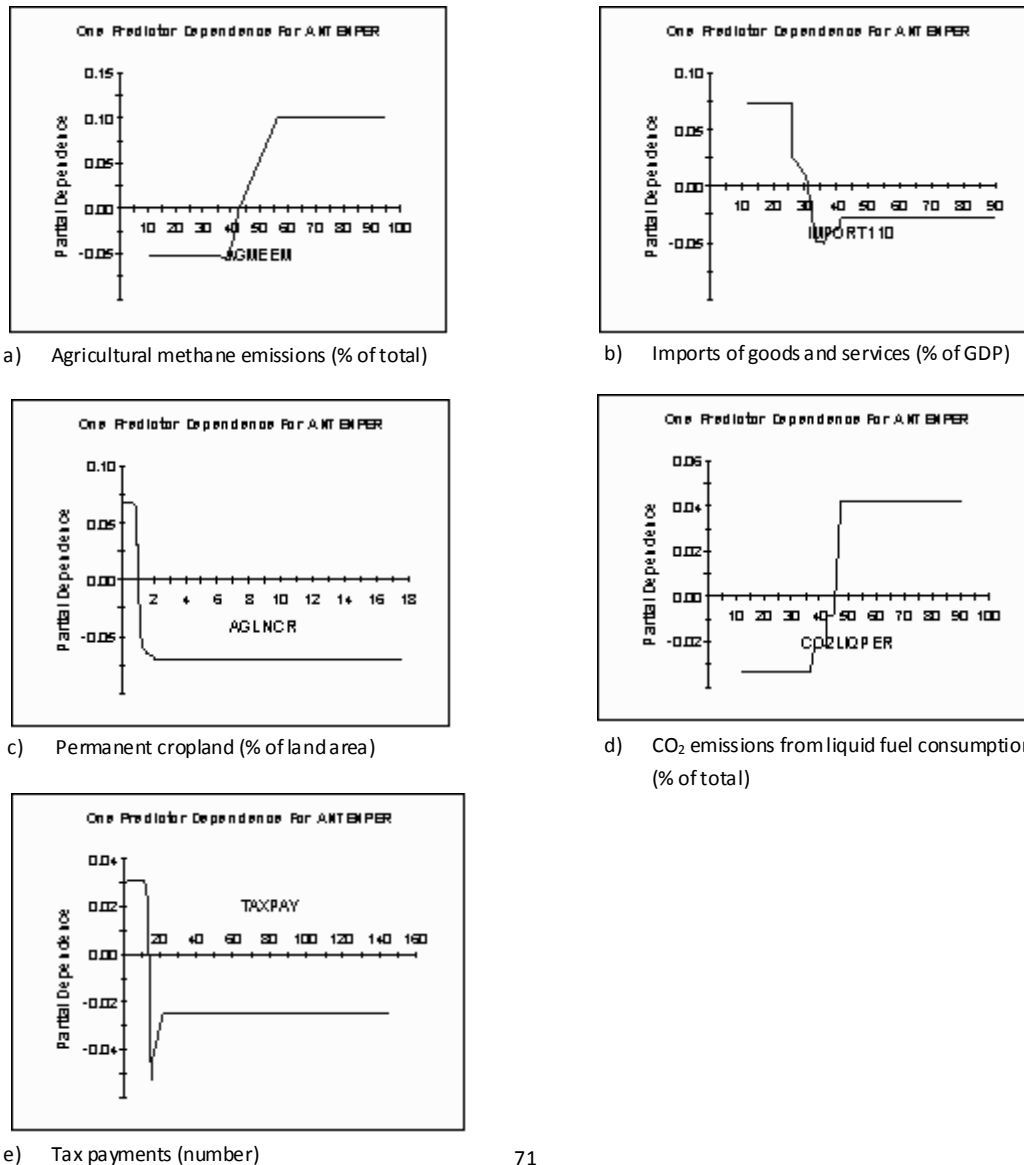 One Predictor Dependence For ANTEMPER
0.15
0.10
0.05
0.00
-0.05
Partial Dependence
10 20 30 40 50 60 70 80 90 100
AGMEEM
a) Agricultural methane emissions (% of total)
One Predictor Dependence For ANTEMPER
0.10
0.05
0.00
-0.05
Partial Dependence
10 20 30 40 50 60 70 80 90
IMPORT110
b) Imports of goods and services (% of GDP)
One Predictor Dependence For ANTEMPER
0.10
0.05
0.00
-0.05
Partial Dependence
2 4 6 8 10 12 14 16 18
AGLNCR
c) Permanent cropland (% of land area)
One Predictor Dependence For ANTEMPER
0.06
0.04
0.02
0.00
-0.02
Partial Dependence
10 20 30 40 50 60 70 80 90 100
CO2LIQPER
d) CO₂ emissions from liquid fuel consumption
(% of total)
One Predictor Dependence For ANTEMPER
0.04
0.02
0.00
-0.02
-0.04
Partial Dependence
TAXPAY
20 40 60 80 100 120 140 160
e) Tax payments (number)
71